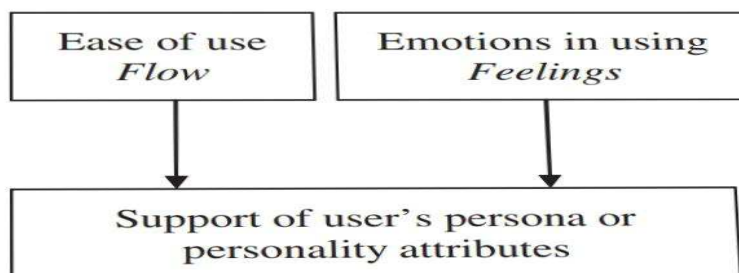 Ease of use
Flow
Emotions in using
Feelings
Support of user's persona or
personality attributes